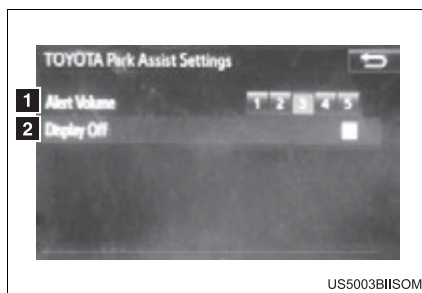 TOYOTA Park Assist Settings
1 Alert Volume 1 2 3 4 5
2 Display Off
US5003BIISOM